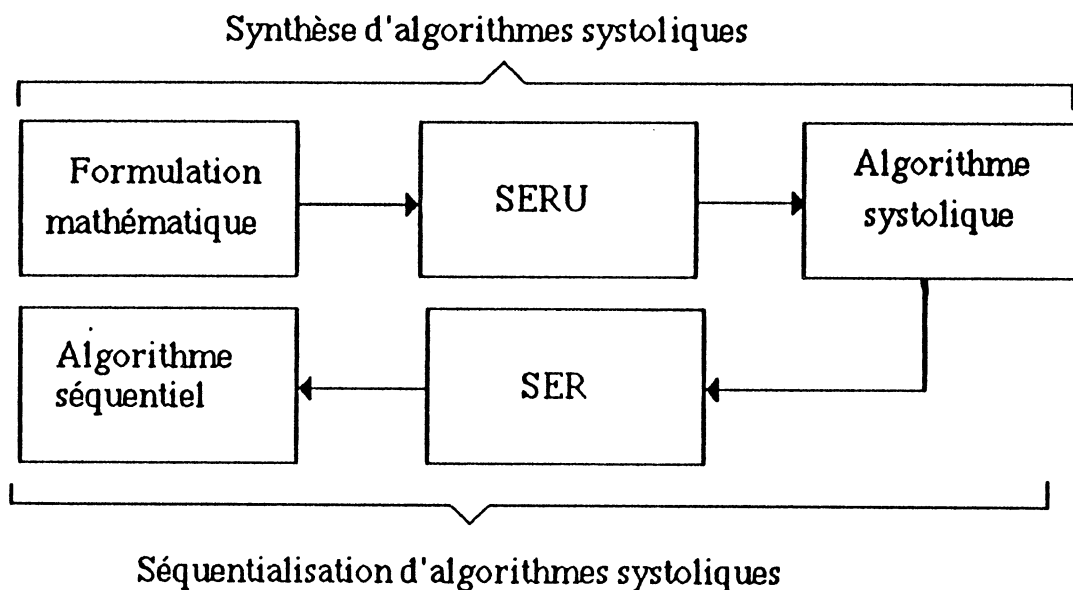 Synthèse d'algorithmes systoliques
Formulation
mathématique
SERU
Algorithme
systolique
Algorithme
séquentiel
SER
Séquentialisation d'algorithmes systoliques